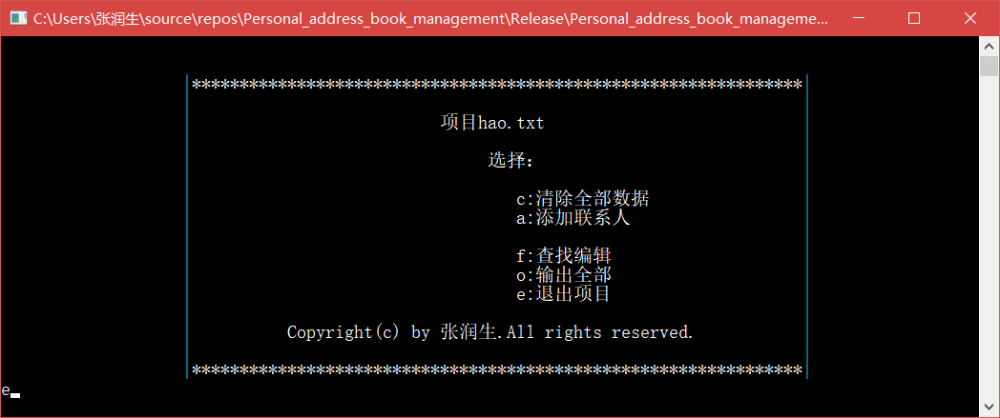 C:\Users\张润生\source\repos\Personal_address_book_management\Release\Personal_address_book_manageme...
****************************************************************
项目hao.txt
选择:
c:清除全部数据
a:添加联系人
f:查找编辑
o:输出全部
e:退出项目
Copyright(c) by 张润生.All rights reserved.
****************************************************************
e